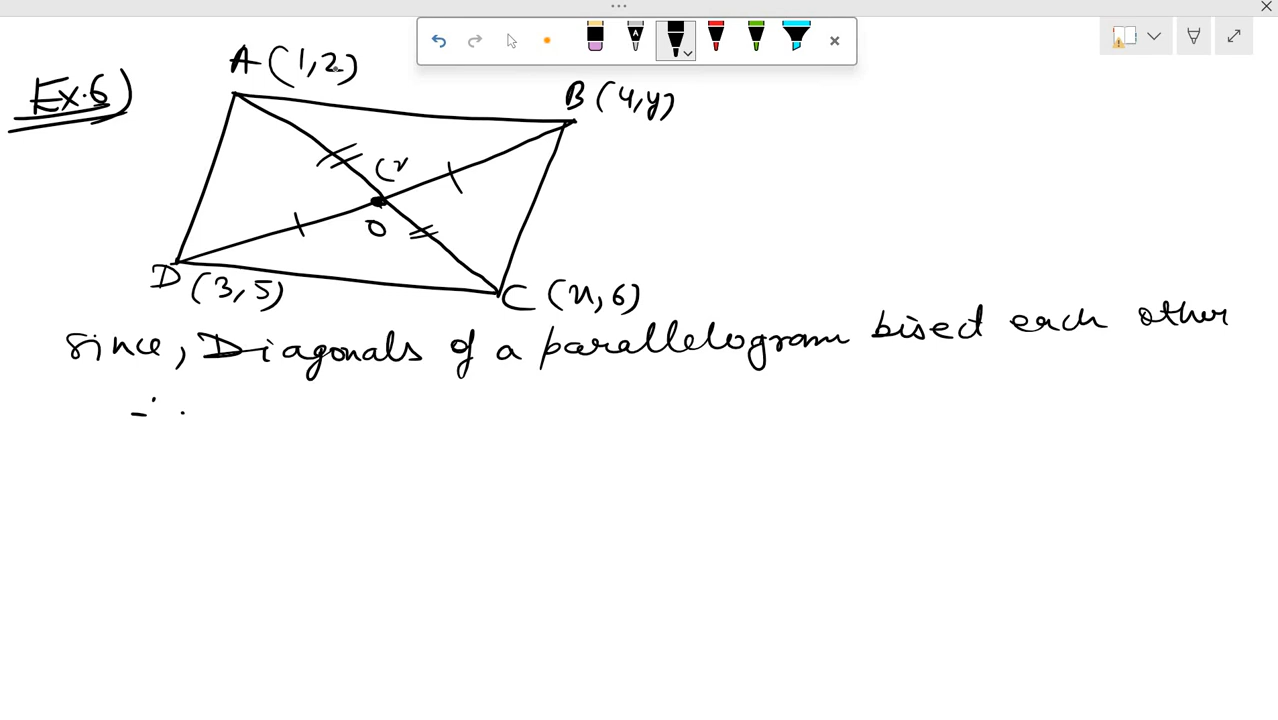 Ex.6)
A (1,2)
B (4,y)
O
D (3,5)
C (x,6)
since, Diagonals of a parallelogram bisect each other
∴